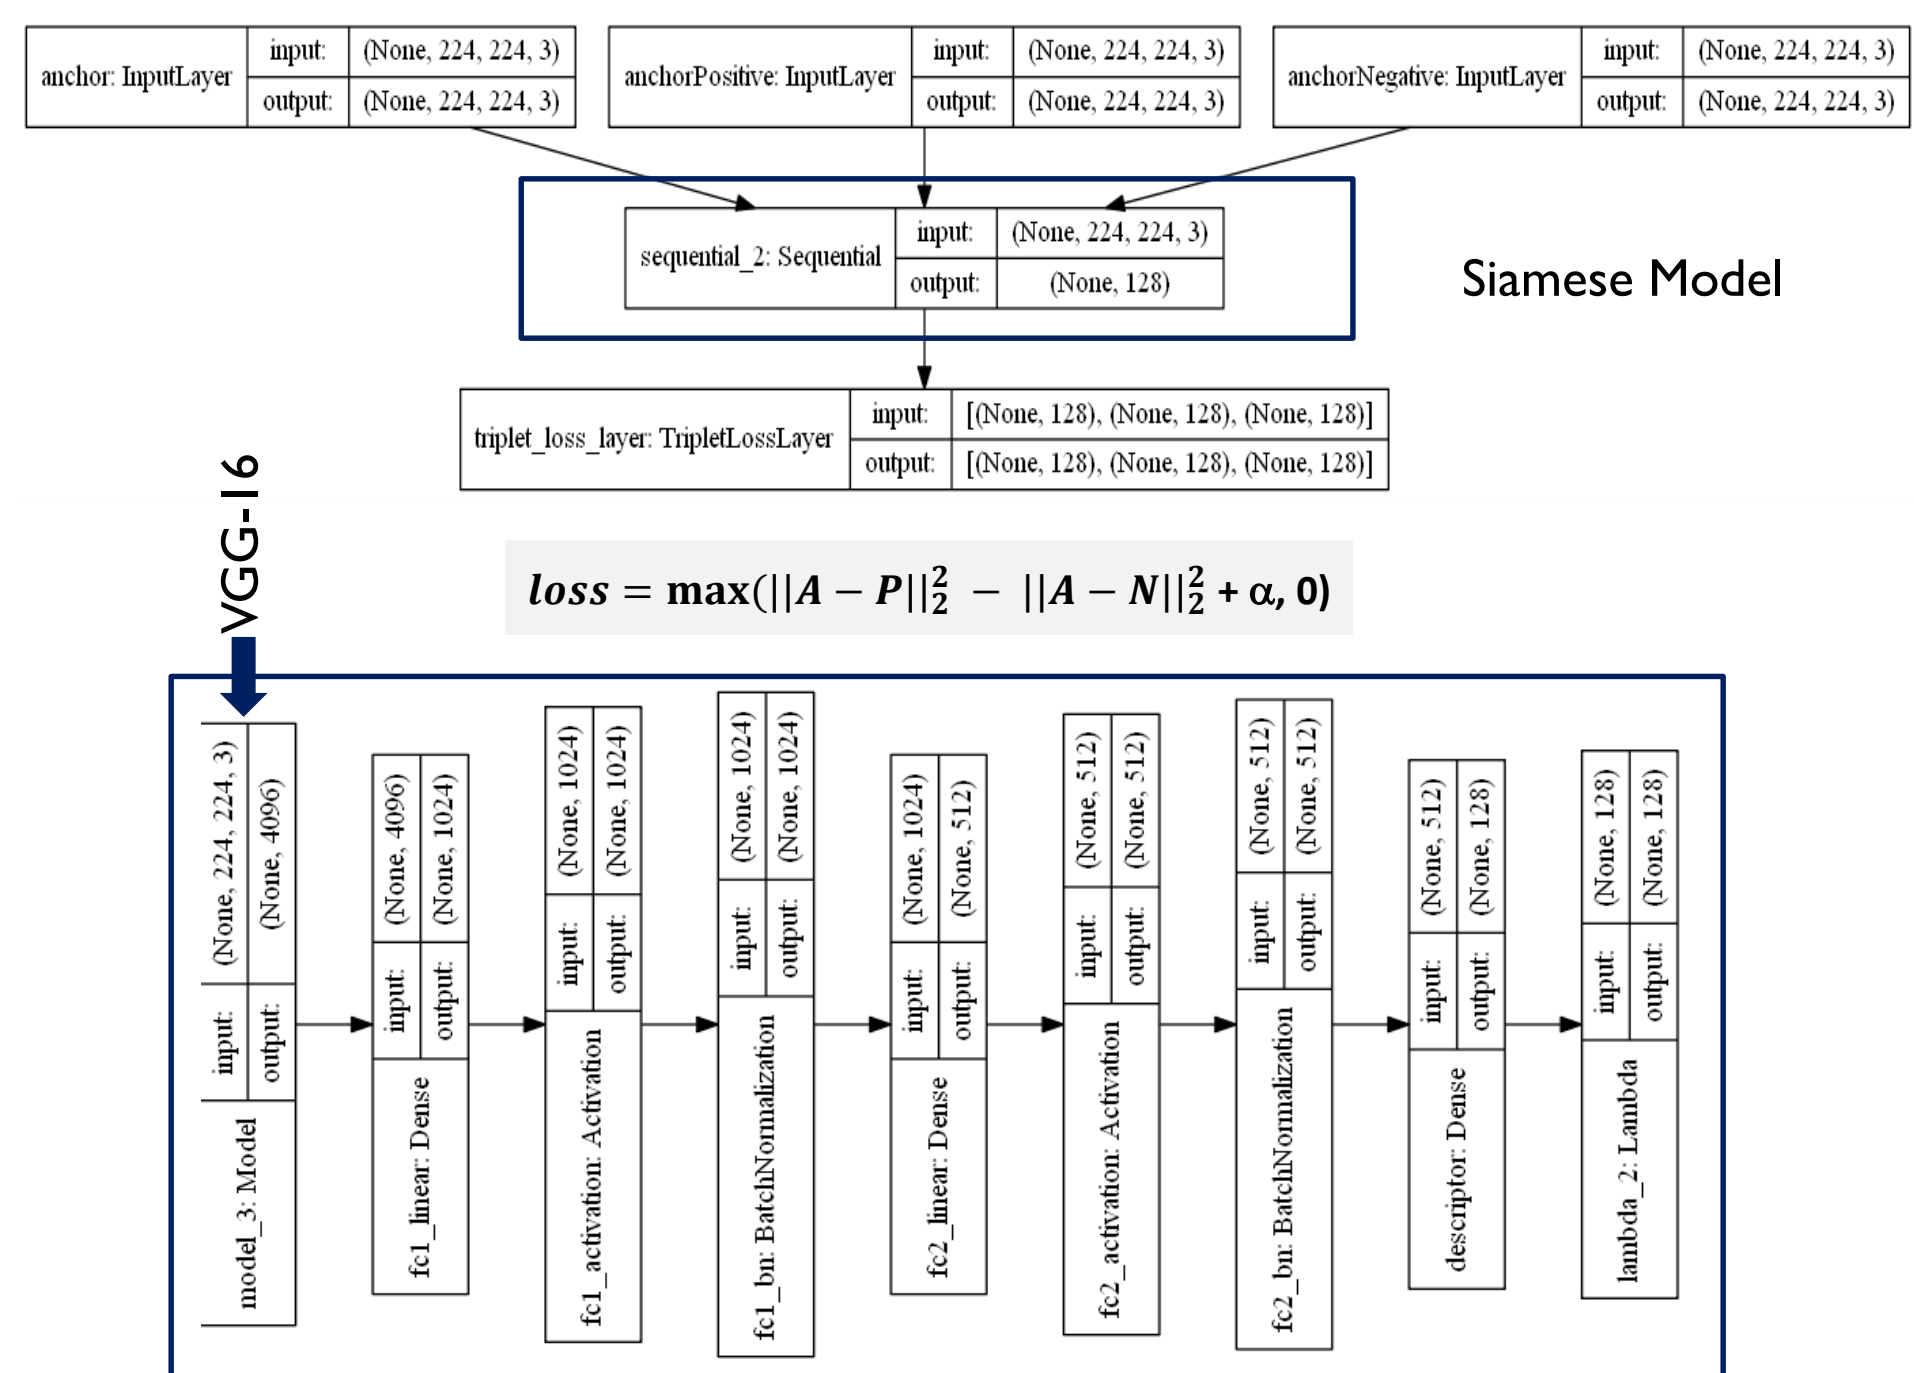 anchor: InputLayer
input: (None, 224, 224, 3)
output: (None, 224, 224, 3)
anchorPositive: InputLayer
input: (None, 224, 224, 3)
output: (None, 224, 224, 3)
anchorNegative: InputLayer
input: (None, 224, 224, 3)
output: (None, 224, 224, 3)
sequential_2: Sequential
input: (None, 224, 224, 3)
output: (None, 128)
Siamese Model
triplet_loss_layer: TripletLossLayer
input: [(None, 128), (None, 128), (None, 128)]
output: [(None, 128), (None, 128), (None, 128)]
VGG-16
loss = max(||A − P||₂² − ||A − N||₂² + α, 0)
model_3: Model
input: (None, 224, 224, 3)
output: (None, 4096)
fc1_linear: Dense
input: (None, 4096)
output: (None, 1024)
fc1_activation: Activation
input: (None, 1024)
output: (None, 1024)
fc1_bn: BatchNormalization
input: (None, 1024)
output: (None, 1024)
fc2_linear: Dense
input: (None, 1024)
output: (None, 512)
fc2_activation: Activation
input: (None, 512)
output: (None, 512)
fc2_bn: BatchNormalization
input: (None, 512)
output: (None, 512)
descriptor: Dense
input: (None, 512)
output: (None, 128)
lambda_2: Lambda
input: (None, 128)
output: (None, 128)